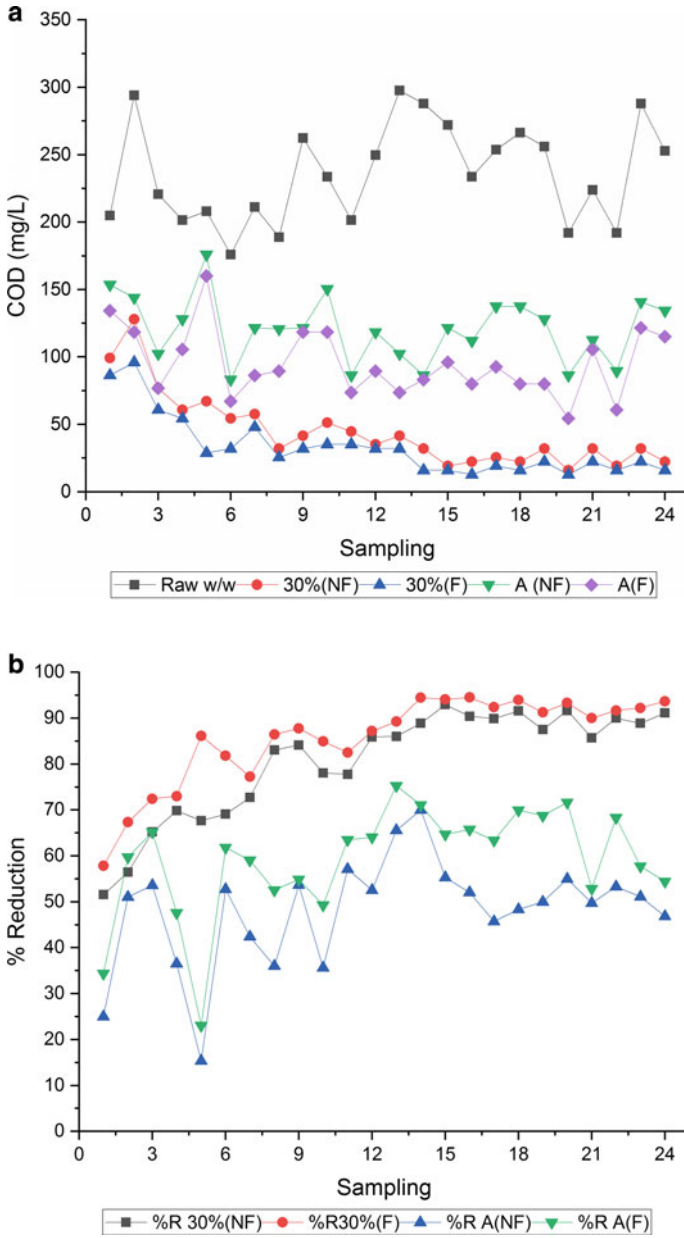 a
350
300
250
200
150
100
50
0
COD (mg/L)
0 3 6 9 12 15 18 21 24
Sampling
Raw w/w 30%(NF) 30%(F) A (NF) A(F)
b
100
90
80
70
60
50
40
30
20
10
0
% Reduction
0 3 6 9 12 15 18 21 24
Sampling
%R 30%(NF) %R30%(F) %R A(NF) %R A(F)